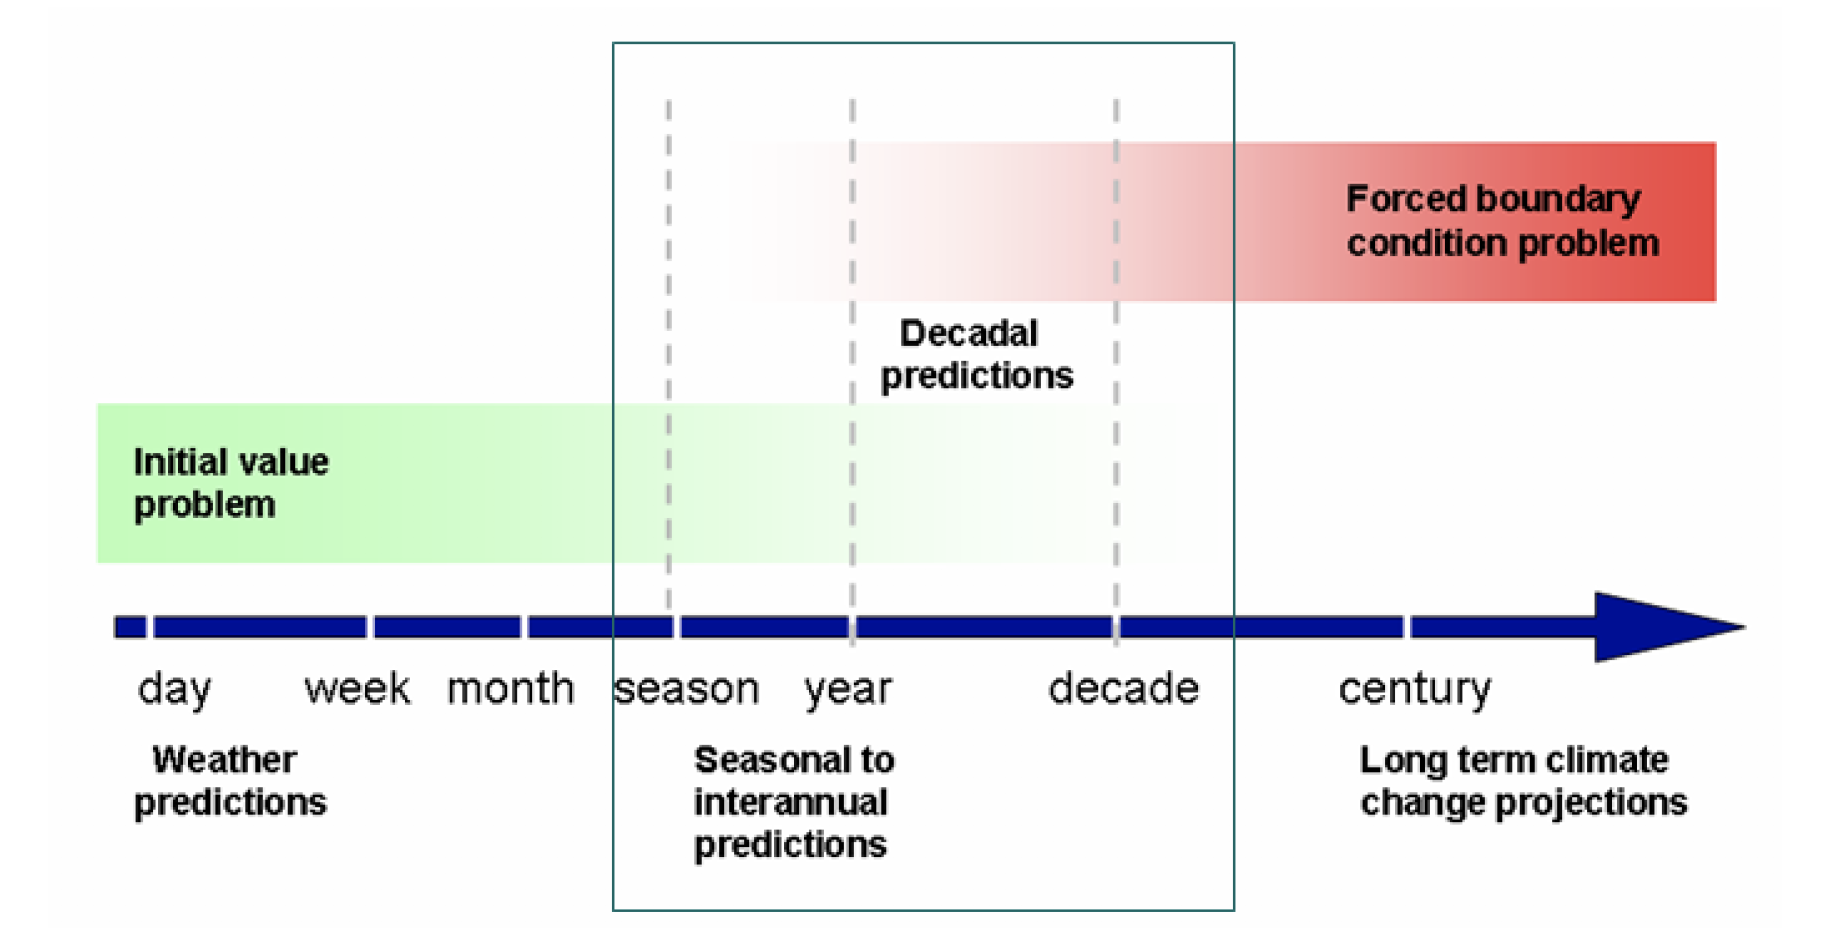 Forced boundary
condition problem
Decadal
predictions
Initial value
problem
day week month season year decade century
Weather
predictions
Seasonal to
interannual
predictions
Long term climate
change projections